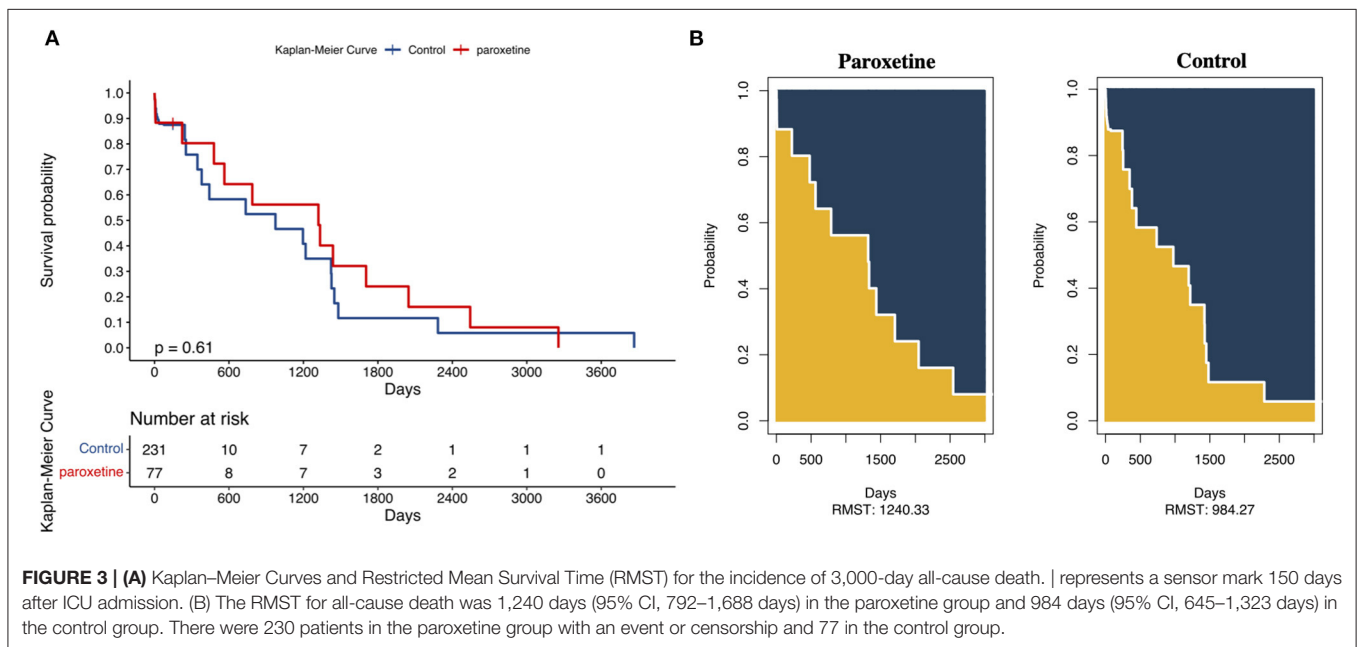 A
Kaplan-Meier Curve Control paroxetine
Survival probability
1.0
0.9
0.8
0.7
0.6
0.5
0.4
0.3
0.2
0.1
0.0
p = 0.61
0 600 1200 1800 2400 3000 3600
Days
Number at risk
Kaplan-Meier Curve
Control 231 10 7 2 1 1 1
paroxetine 77 8 7 3 2 1 0
0 600 1200 1800 2400 3000 3600
Days
B
Paroxetine
Probability
1.0
0.8
0.6
0.4
0.2
0.0
0 500 1500 2500
Days
RMST: 1240.33
Control
Probability
1.0
0.8
0.6
0.4
0.2
0.0
0 500 1500 2500
Days
RMST: 984.27
FIGURE 3 | (A) Kaplan–Meier Curves and Restricted Mean Survival Time (RMST) for the incidence of 3,000-day all-cause death. | represents a sensor mark 150 days
after ICU admission. (B) The RMST for all-cause death was 1,240 days (95% CI, 792–1,688 days) in the paroxetine group and 984 days (95% CI, 645–1,323 days) in
the control group. There were 230 patients in the paroxetine group with an event or censorship and 77 in the control group.